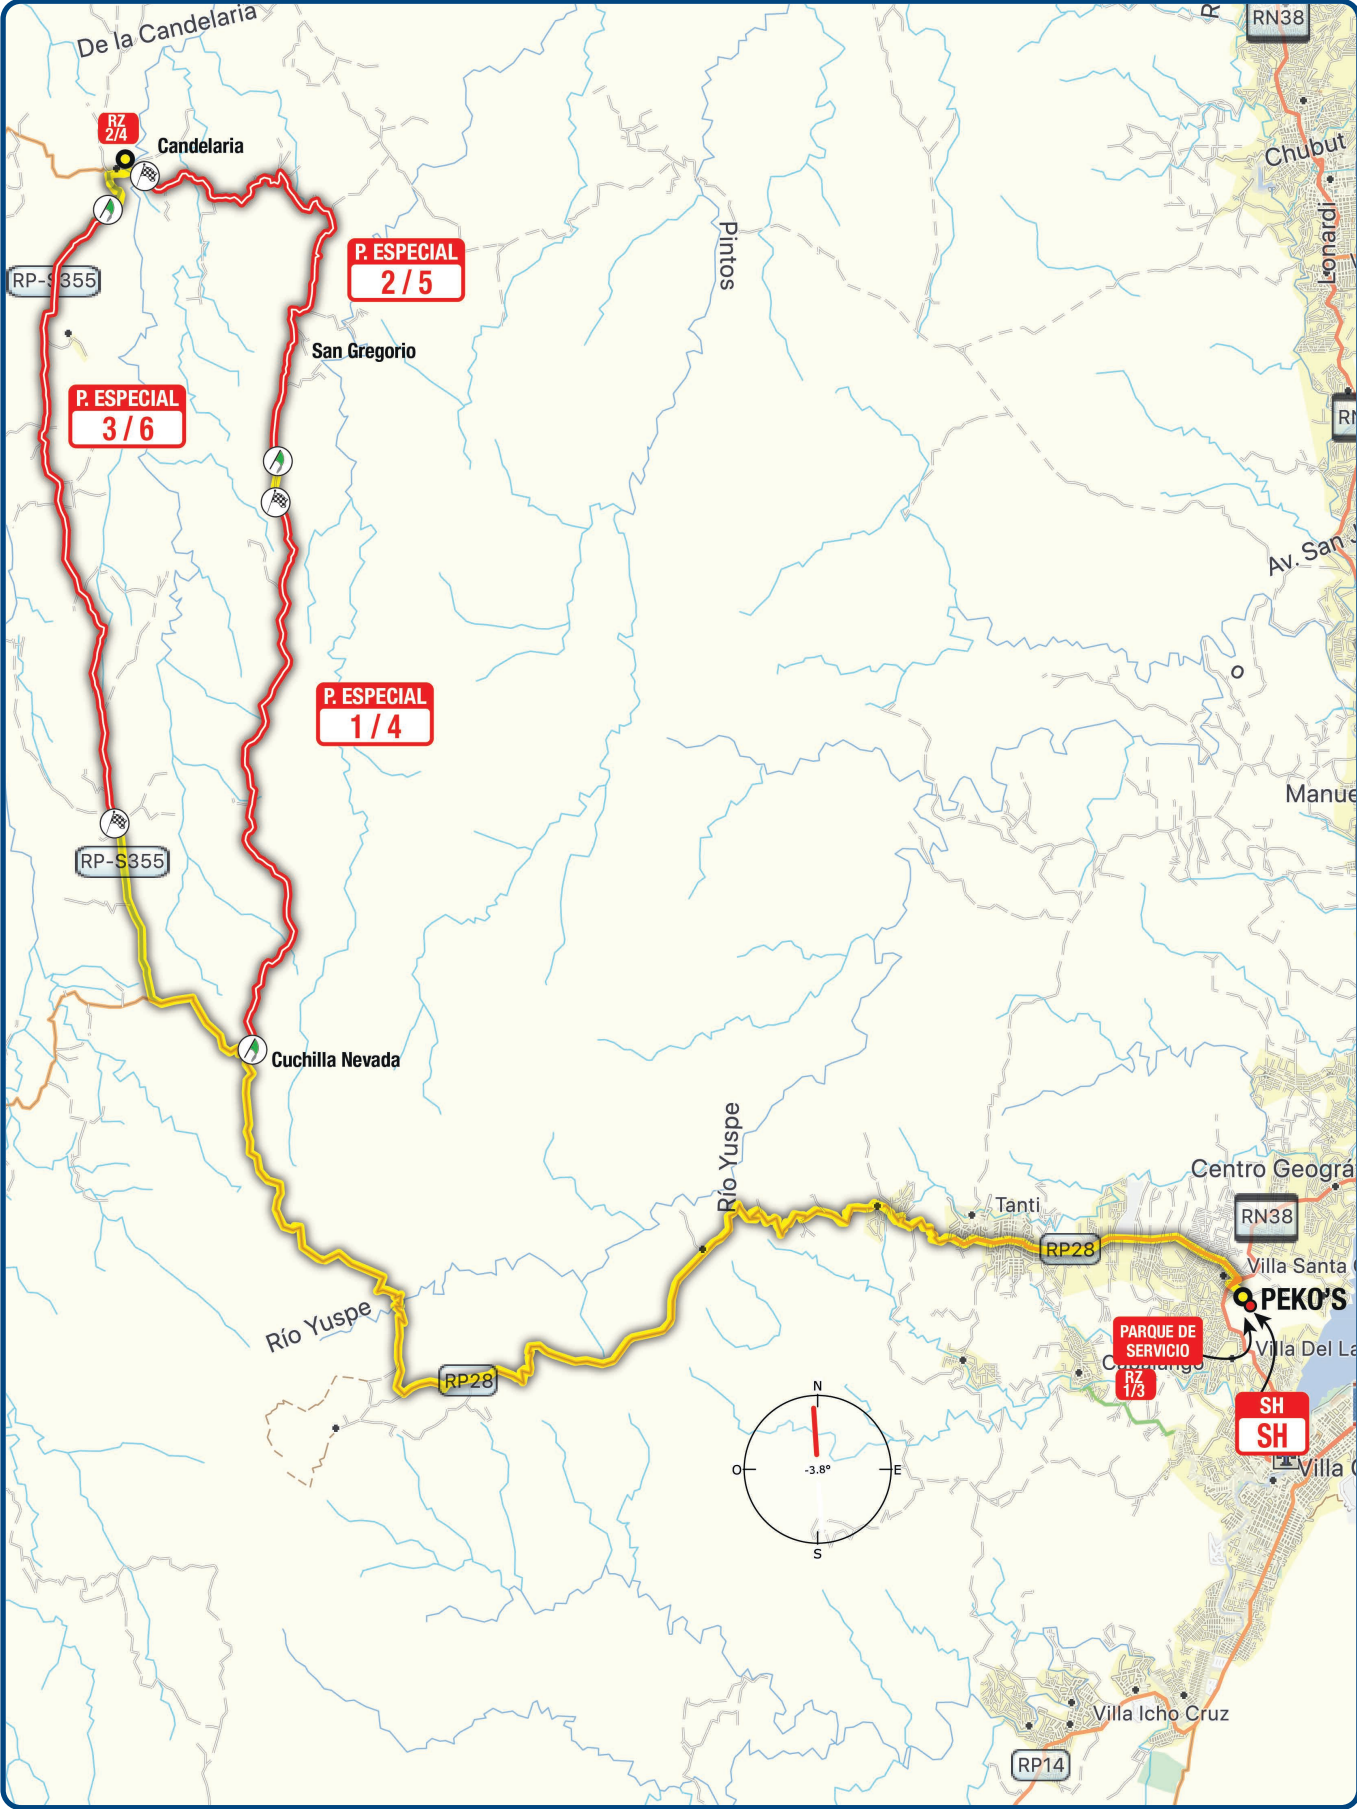 De la Candelaria
R
RN38
RZ
2/4
Candelaria
Chubut
Lonardi
RP-S355
P. ESPECIAL
2 / 5
Pintos
San Gregorio
P. ESPECIAL
3 / 6
RN
Av. San J
o
P. ESPECIAL
1 / 4
Manue
RP-S355
Cuchilla Nevada
Río Yuspe
Centro Geográ
Tanti
RN38
RP28
Villa Santa
PEKO'S
Río Yuspe
PARQUE DE
SERVICIO
Villa Del La
RP28
RZ
1/3
SH
SH
N
O
-3.8°
E
S
Villa
Villa Icho Cruz
RP14